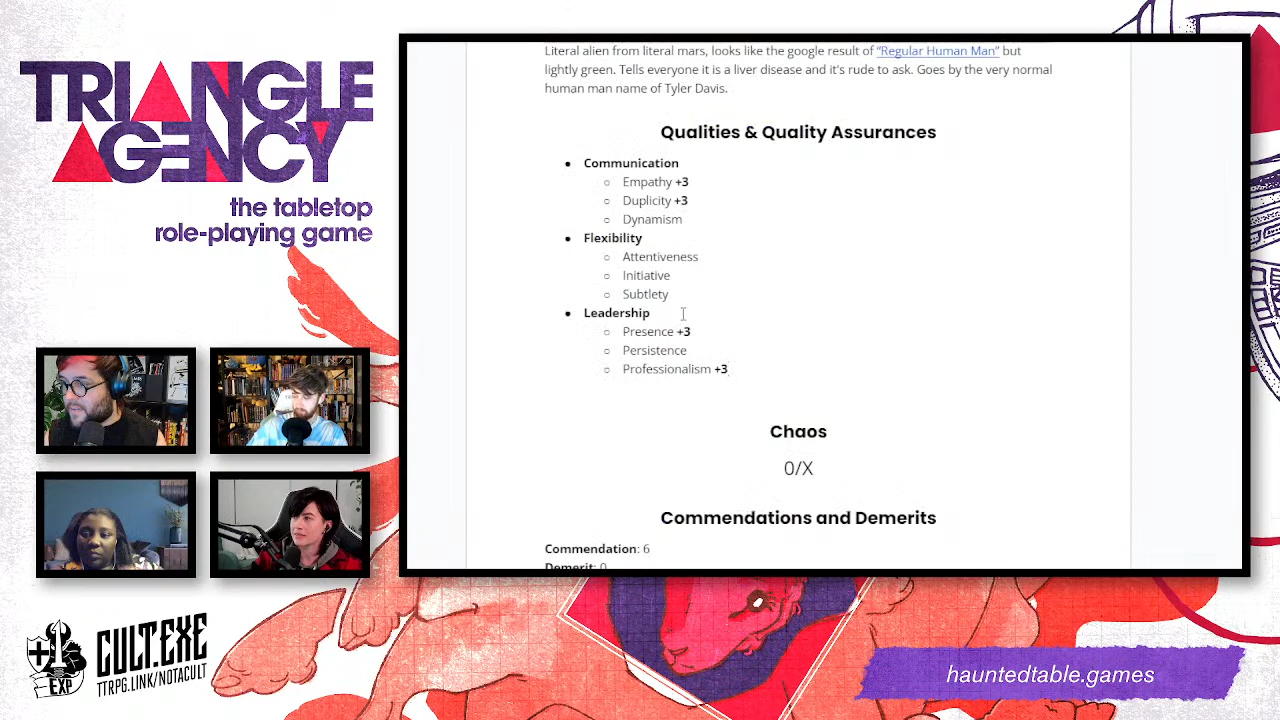 TRIANGLE
AGENCY
the tabletop
role-playing game
Literal alien from literal mars, looks like the google result of “Regular Human Man” but
lightly green. Tells everyone it is a liver disease and it's rude to ask. Goes by the very normal
human man name of Tyler Davis.
Qualities & Quality Assurances
Communication
Empathy +3
Duplicity +3
Dynamism
Flexibility
Attentiveness
Initiative
Subtlety
Leadership
Presence +3
Persistence
Professionalism +3
Chaos
0/X
Commendations and Demerits
Commendation: 6
Demerit: 0
+1
EXP
CULT.EXE
TTRPG.LINK/NOTACULT
hauntedtable.games